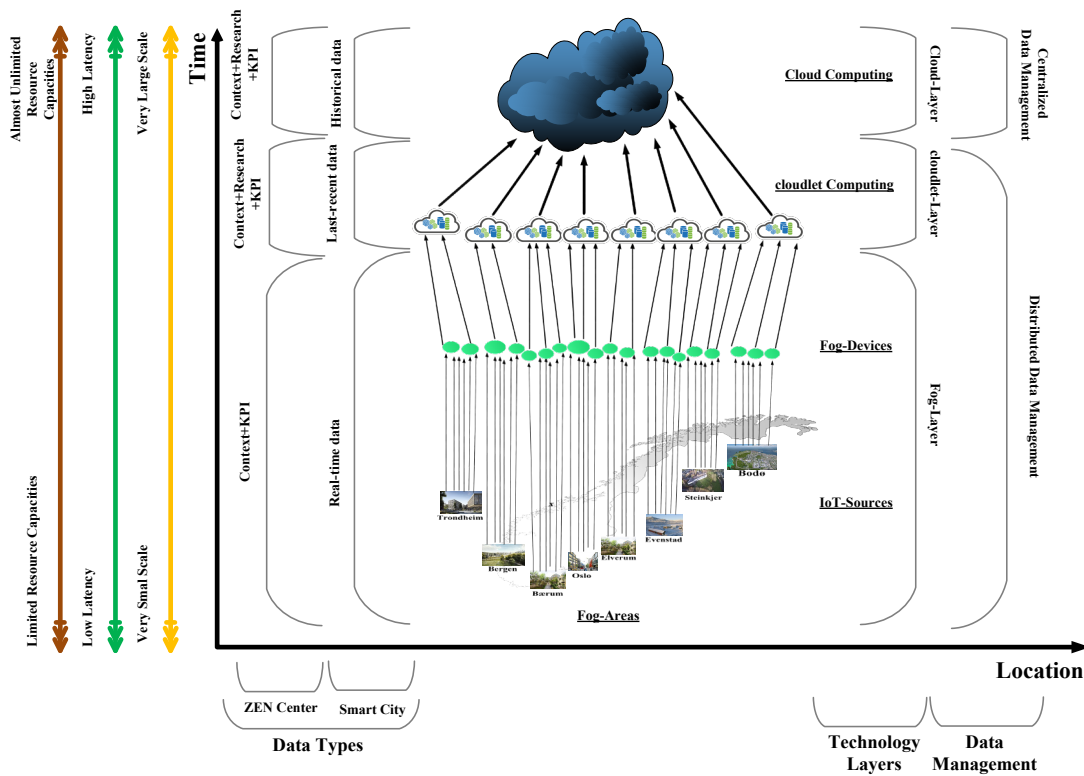 Almost Unlimited
Resource
Capacities
High Latency
Very Large Scale
Time
Context+Research
+KPI
Historical data
Cloud Computing
Cloud-Layer
Centralized
Data Management
Context+Research
+KPI
Last-recent data
cloudlet Computing
cloudlet-Layer
Context+KPI
Real-time data
Fog-Devices
Fog-Layer
Distributed Data Management
IoT-Sources
Bodø
Steinkjer
Trondheim
x
Evenstad
Elverum
Bergen
Oslo
Bærum
Fog-Areas
Limited Resource Capacities
Low Latency
Very Smal Scale
Location
ZEN Center
Smart City
Data Types
Technology
Layers
Data
Management